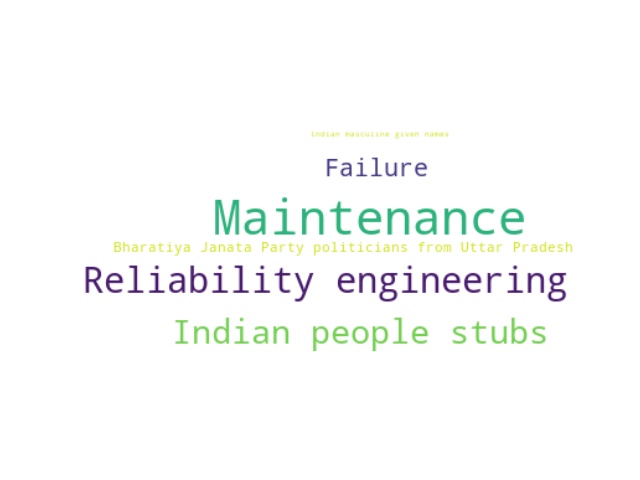 Indian masculine given names
Failure
Maintenance
Bharatiya Janata Party politicians from Uttar Pradesh
Reliability engineering
Indian people stubs